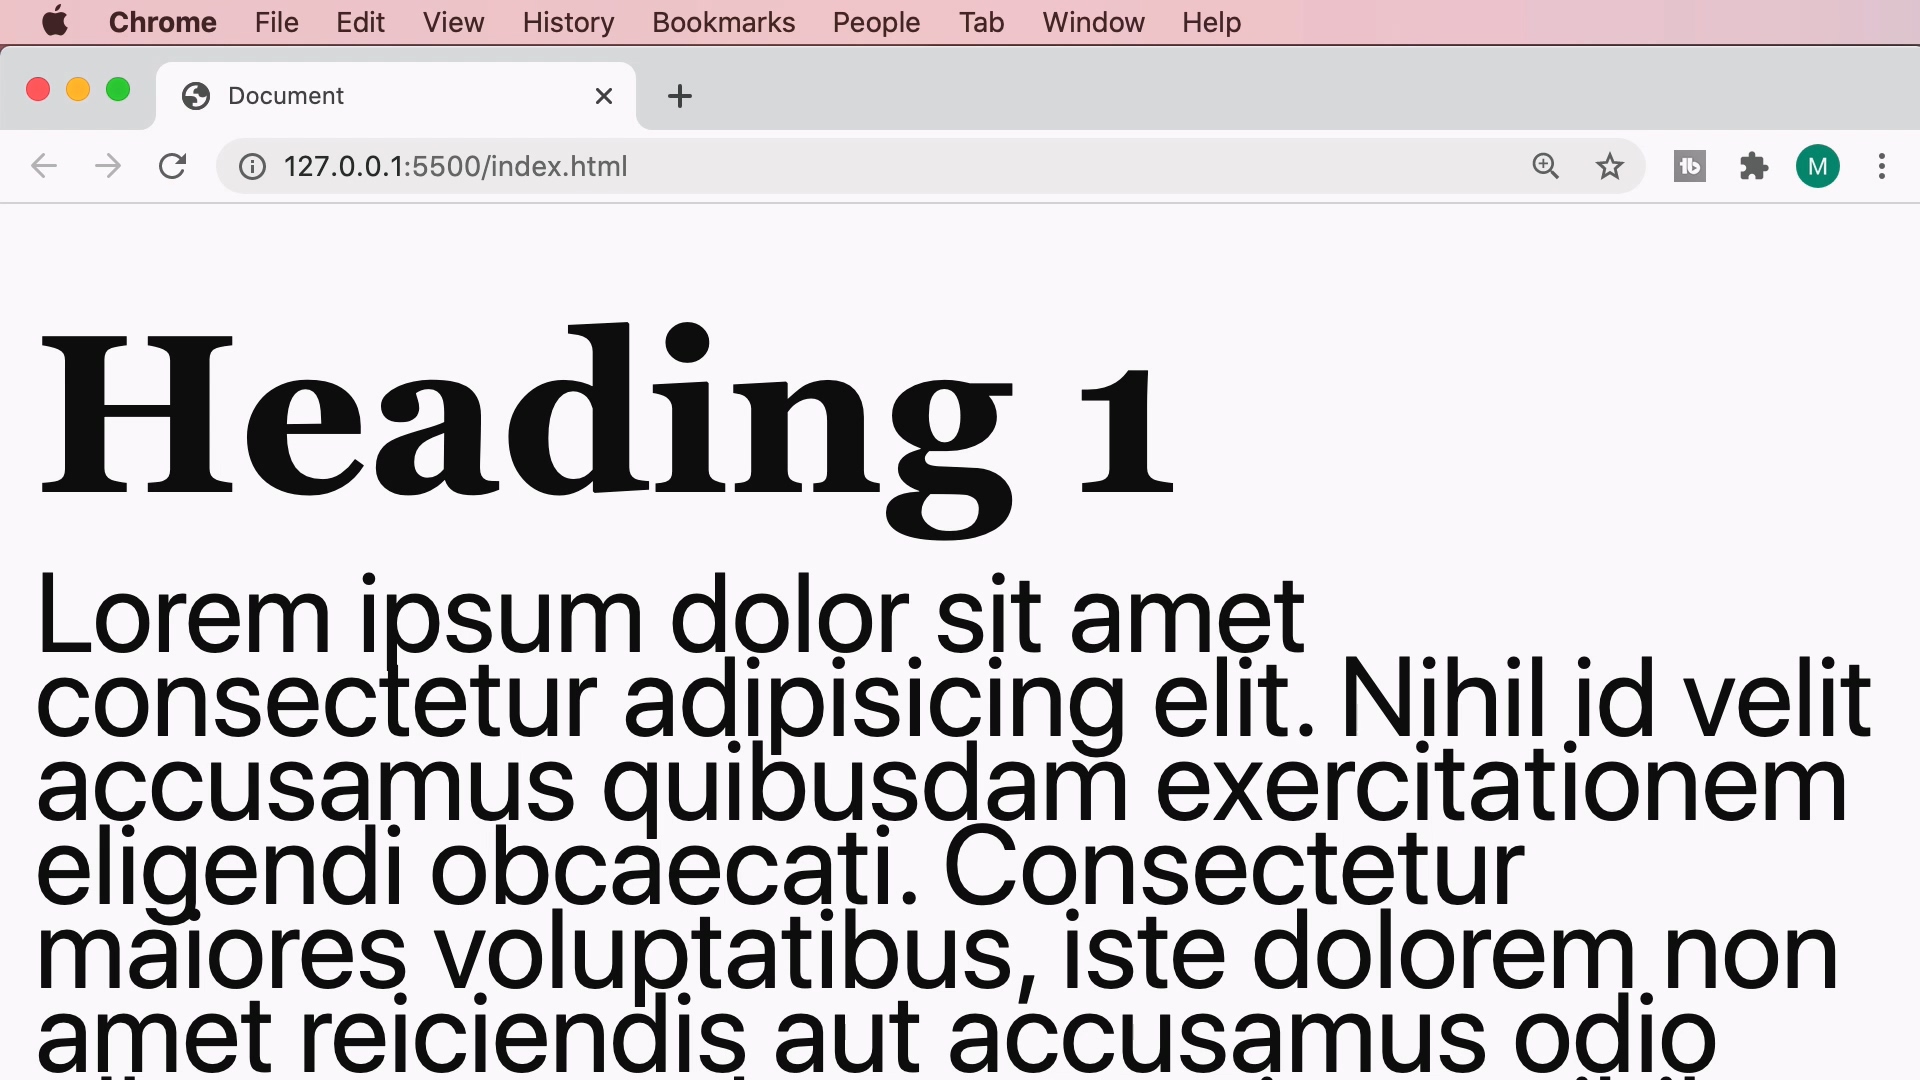 Chrome File Edit View History Bookmarks People Tab Window Help
Document
127.0.0.1:5500/index.html
tb
M
Heading 1
Lorem ipsum dolor sit amet
consectetur adipisicing elit. Nihil id velit
accusamus quibusdam exercitationem
eligendi obcaecati. Consectetur
maiores voluptatibus, iste dolorem non
amet reiciendis aut accusamus odio